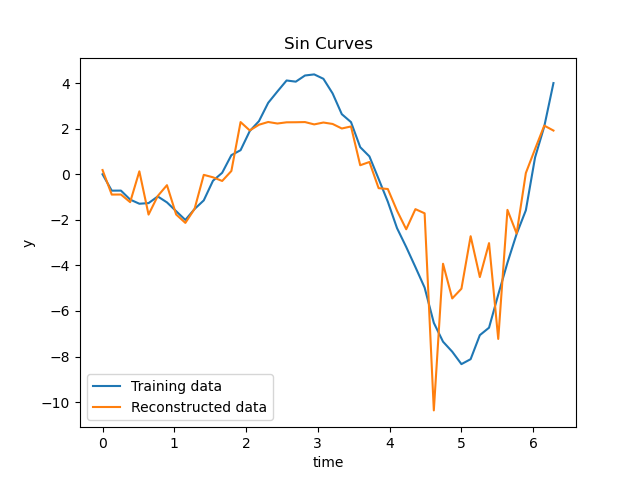 Sin Curves
4
2
0
−2
−4
−6
−8
−10
y
Training data
Reconstructed data
0 1 2 3 4 5 6
time